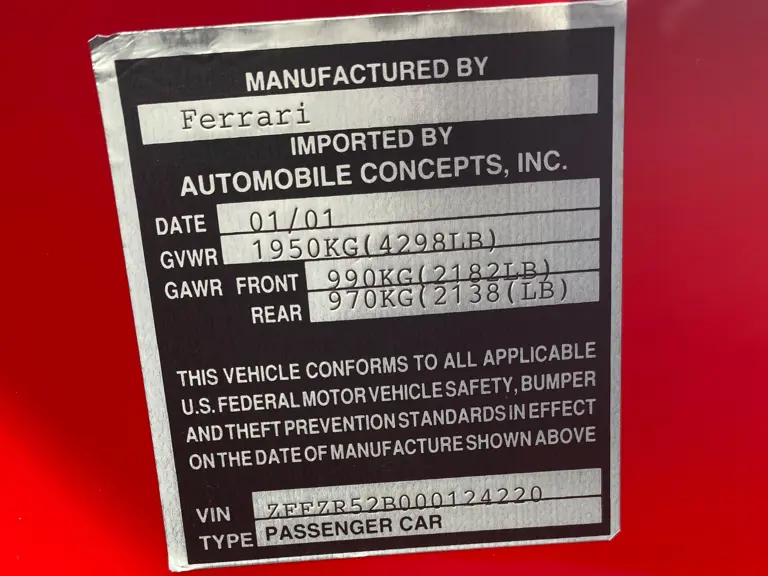 MANUFACTURED BY
Ferrari
IMPORTED BY
AUTOMOBILE CONCEPTS, INC.
DATE 01/01
GVWR 1950KG(4298LB)
GAWR FRONT 990KG(2182LB)
REAR 970KG(2138(LB)
THIS VEHICLE CONFORMS TO ALL APPLICABLE
U.S. FEDERAL MOTOR VEHICLE SAFETY, BUMPER
AND THEFT PREVENTION STANDARDS IN EFFECT
ON THE DATE OF MANUFACTURE SHOWN ABOVE
VIN ZFFZR52B000124220
TYPE PASSENGER CAR